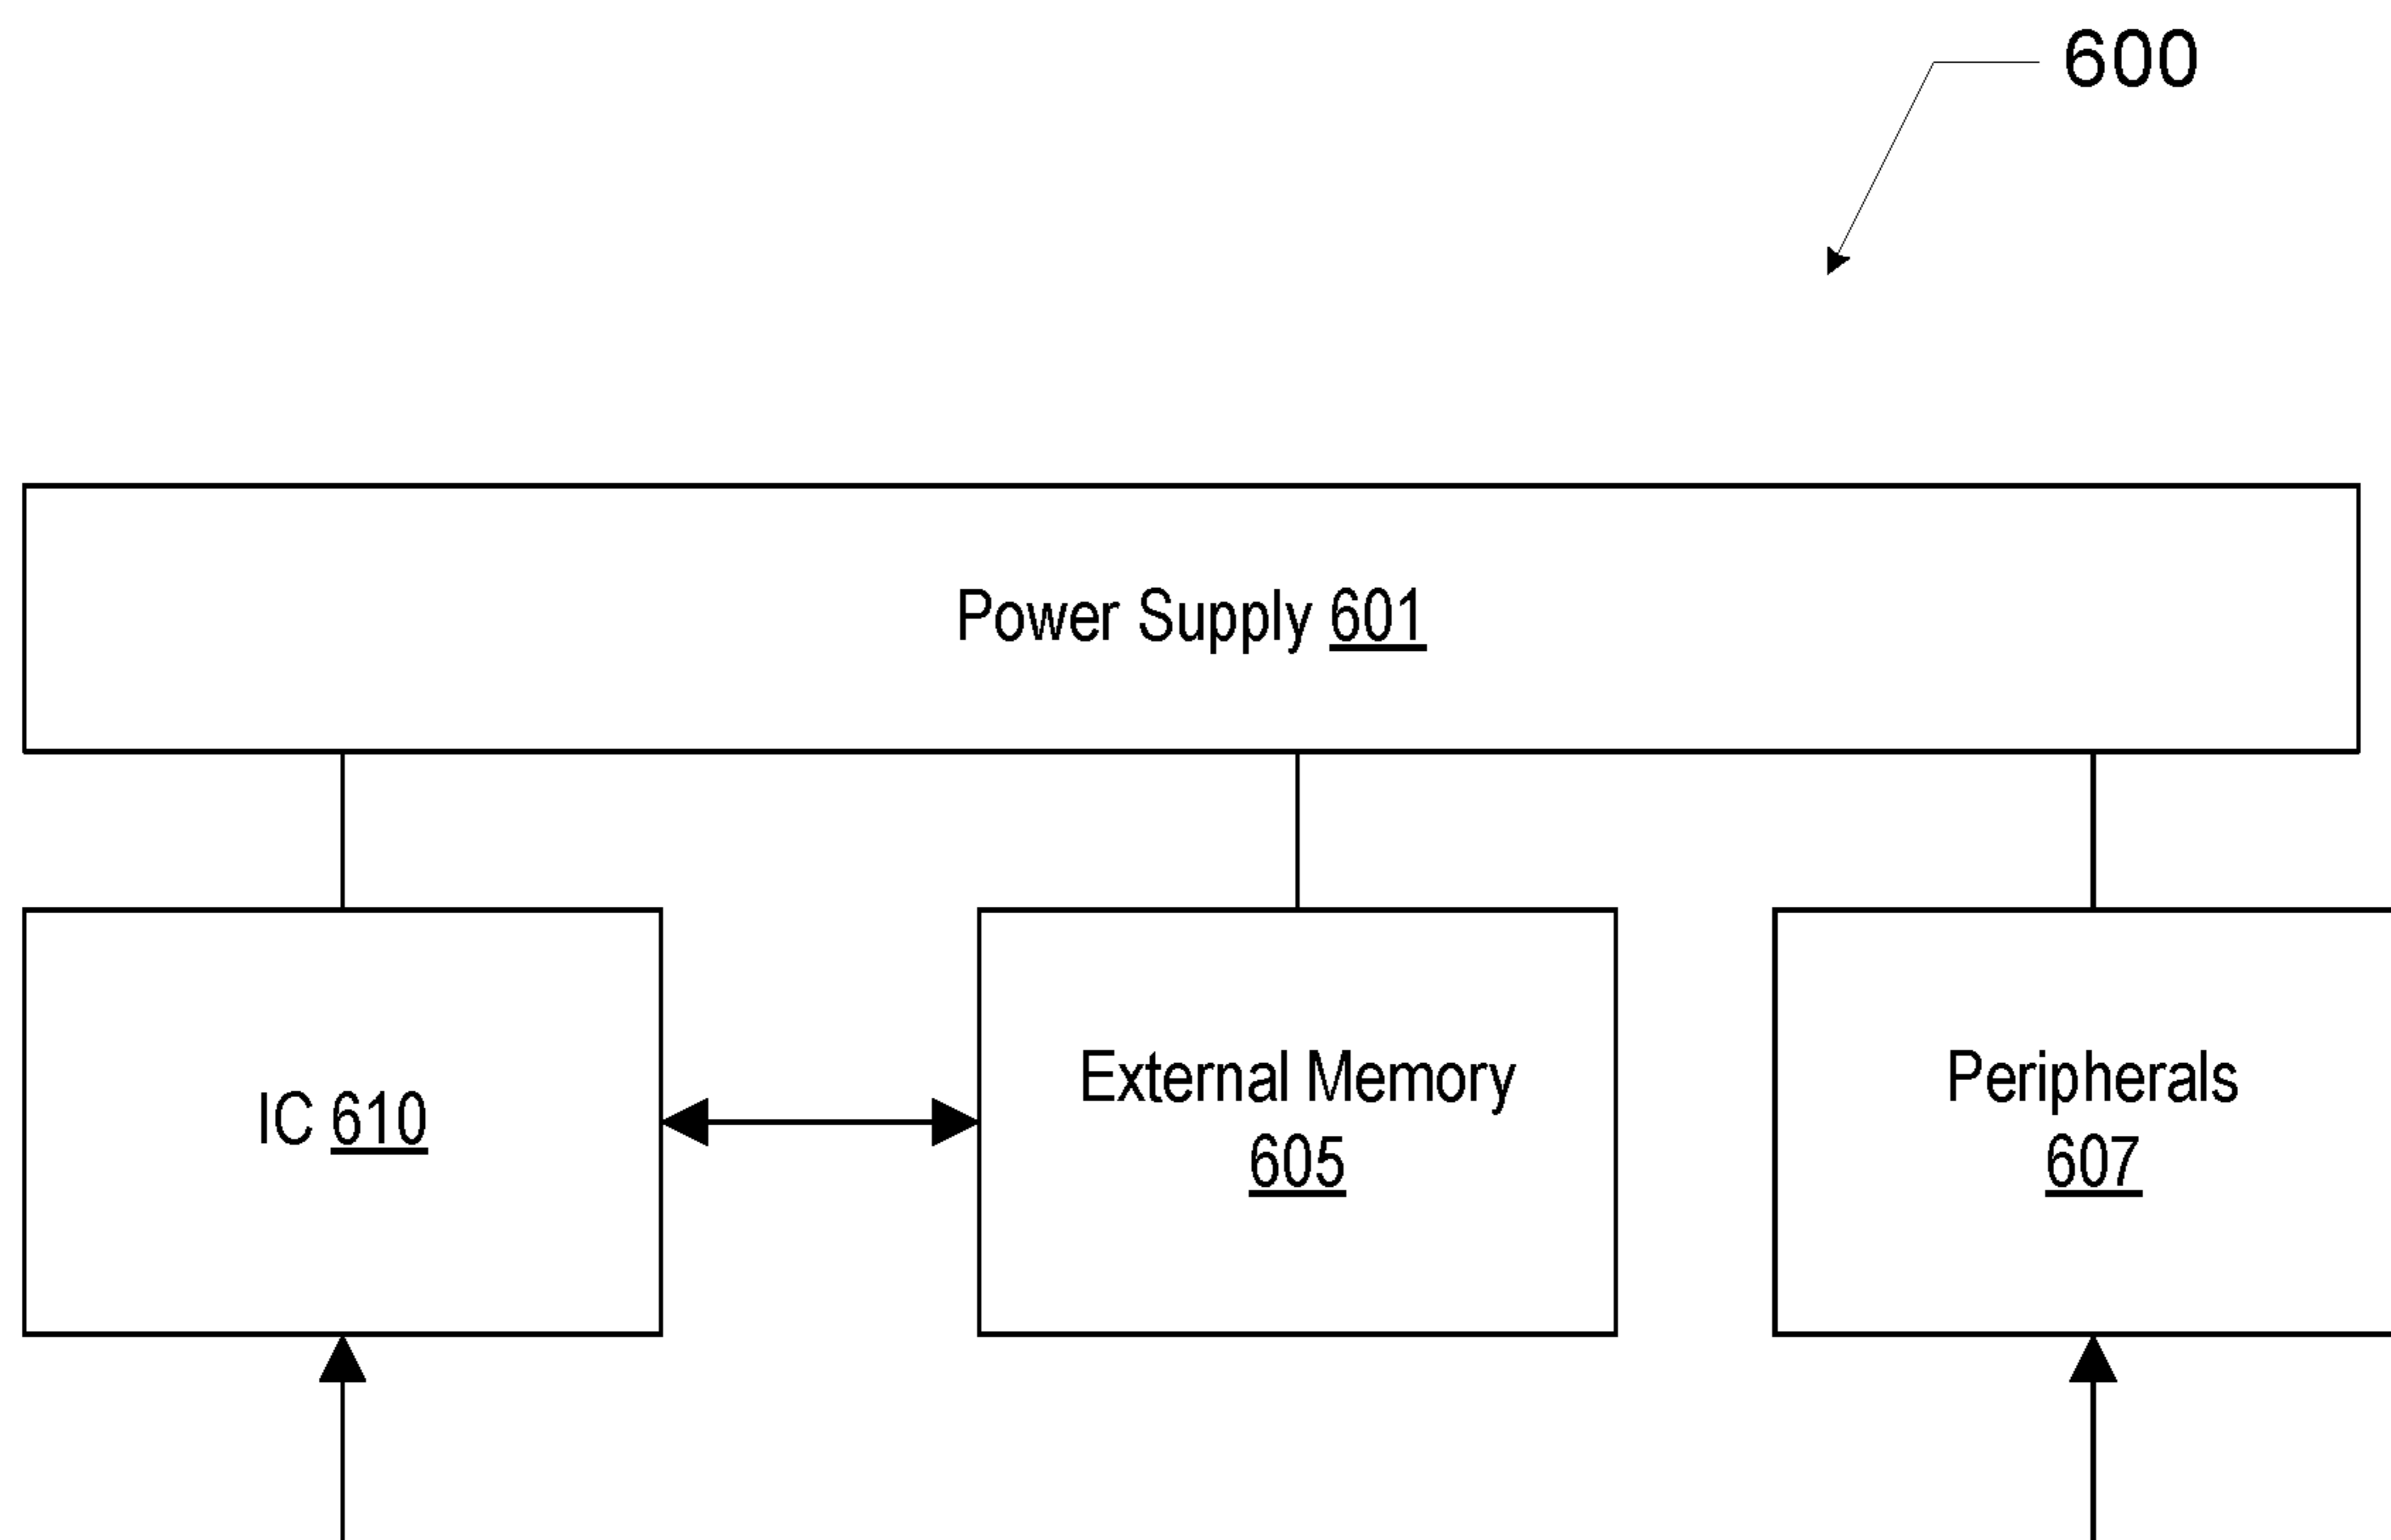 600
Power Supply 601
IC 610
External Memory
605
Peripherals
607